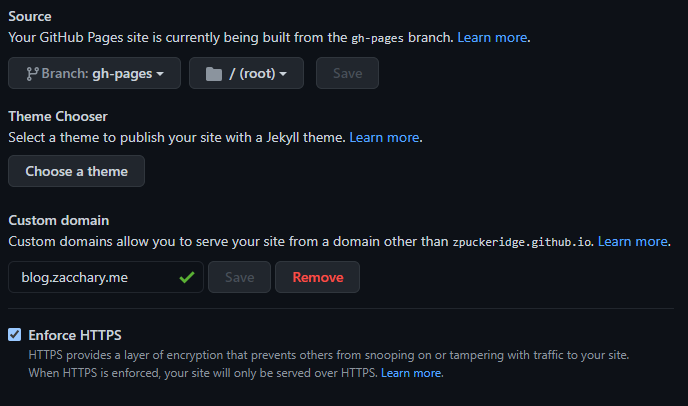 Source
Your GitHub Pages site is currently being built from the gh-pages branch. Learn more.
Branch: gh-pages / (root) Save
Theme Chooser
Select a theme to publish your site with a Jekyll theme. Learn more.
Choose a theme
Custom domain
Custom domains allow you to serve your site from a domain other than zpuckeridge.github.io. Learn more.
blog.zacchary.me Save Remove
Enforce HTTPS
HTTPS provides a layer of encryption that prevents others from snooping on or tampering with traffic to your site.
When HTTPS is enforced, your site will only be served over HTTPS. Learn more.